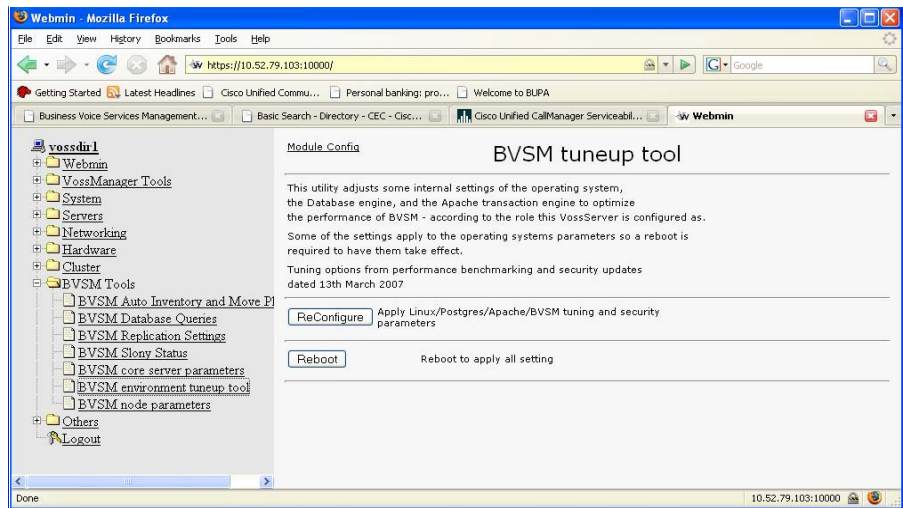 Webmin - Mozilla Firefox
File Edit View History Bookmarks Tools Help
https://10.52.79.103:10000/
Google
Getting Started Latest Headlines Cisco Unified Commu... Personal banking: pro... Welcome to BUPA
Business Voice Services Management... Basic Search - Directory - CEC - Cisc... Cisco Unified CallManager Serviceabil... Webmin
vossdir1
Webmin
VossManager Tools
System
Servers
Networking
Hardware
Cluster
BVSM Tools
BVSM Auto Inventory and Move Pl
BVSM Database Queries
BVSM Replication Settings
BVSM Slony Status
BVSM core server parameters
BVSM environment tuneup tool
BVSM node parameters
Others
Logout
Module Config
BVSM tuneup tool
This utility adjusts some internal settings of the operating system,
the Database engine, and the Apache transaction engine to optimize
the performance of BVSM - according to the role this VossServer is configured as.
Some of the settings apply to the operating systems parameters so a reboot is
required to have them take effect.
Tuning options from performance benchmarking and security updates
dated 13th March 2007
ReConfigure Apply Linux/Postgres/Apache/BVSM tuning and security
parameters
Reboot Reboot to apply all setting
Done
10.52.79.103:10000